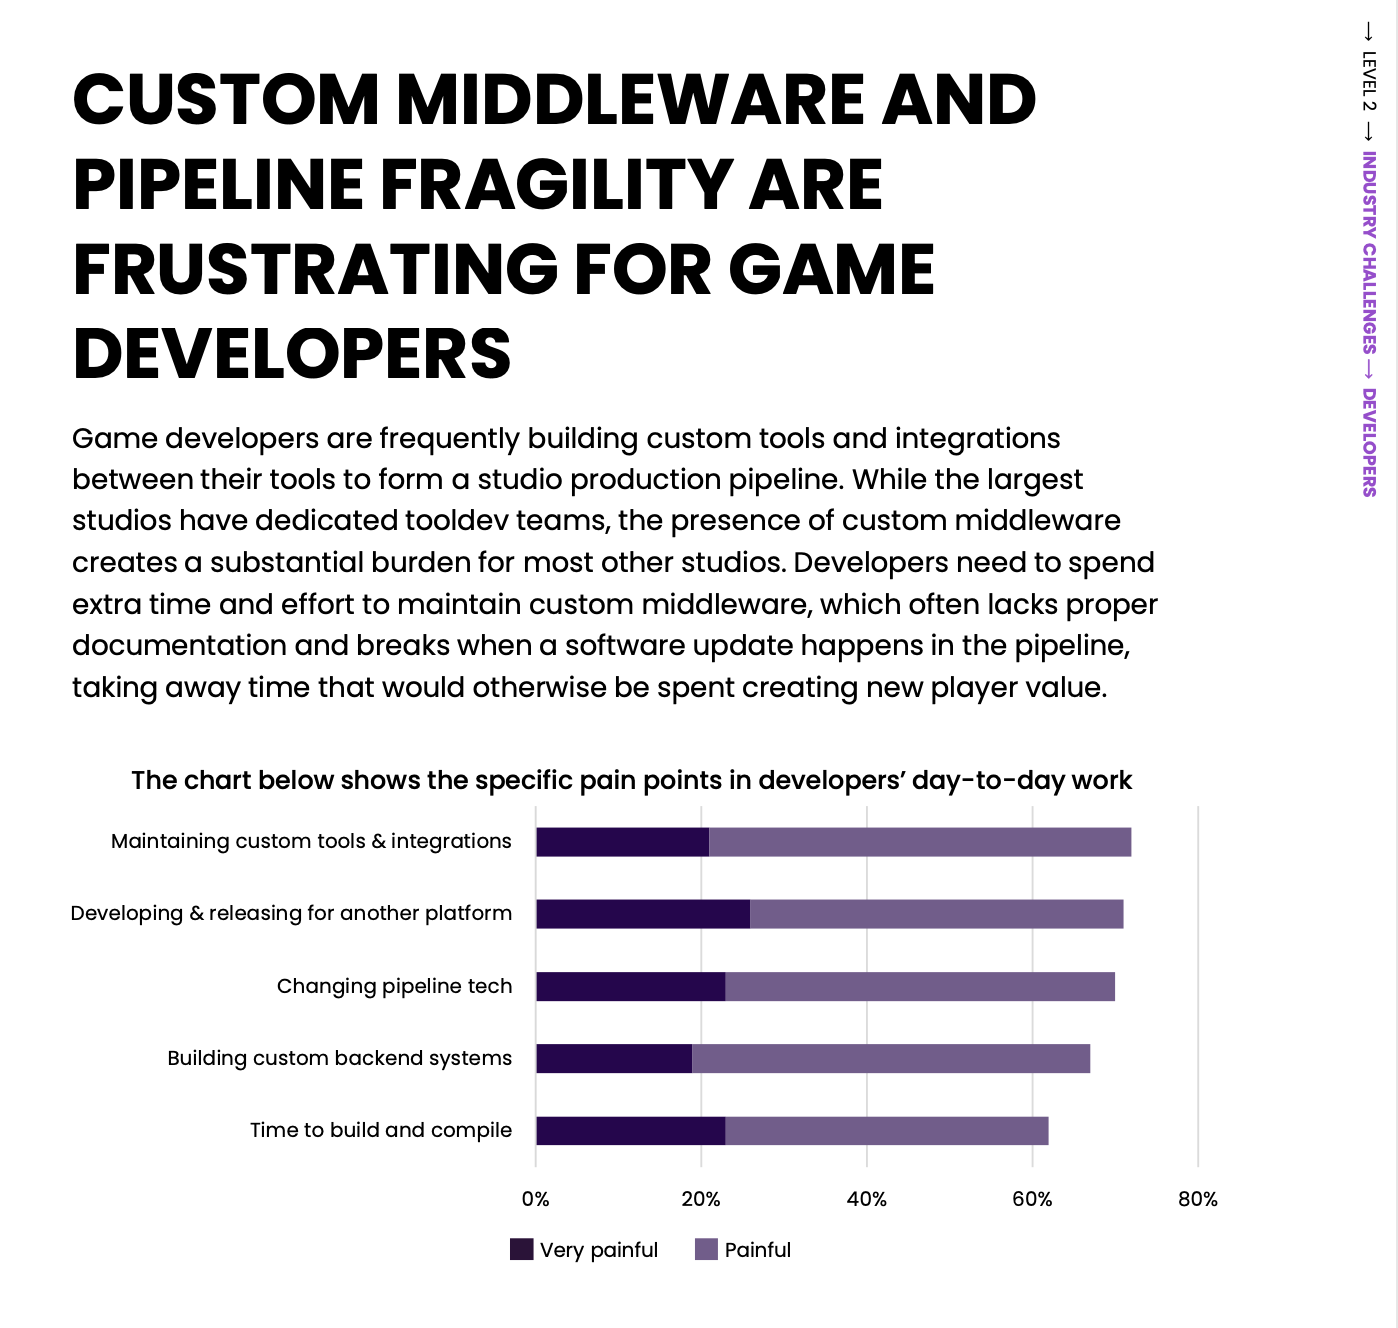 CUSTOM MIDDLEWARE AND
PIPELINE FRAGILITY ARE
FRUSTRATING FOR GAME
DEVELOPERS
→ LEVEL 2 → INDUSTRY CHALLENGES → DEVELOPERS
Game developers are frequently building custom tools and integrations
between their tools to form a studio production pipeline. While the largest
studios have dedicated tooldev teams, the presence of custom middleware
creates a substantial burden for most other studios. Developers need to spend
extra time and effort to maintain custom middleware, which often lacks proper
documentation and breaks when a software update happens in the pipeline,
taking away time that would otherwise be spent creating new player value.
The chart below shows the specific pain points in developers’ day-to-day work
Maintaining custom tools & integrations
Developing & releasing for another platform
Changing pipeline tech
Building custom backend systems
Time to build and compile
0% 20% 40% 60% 80%
Very painful Painful